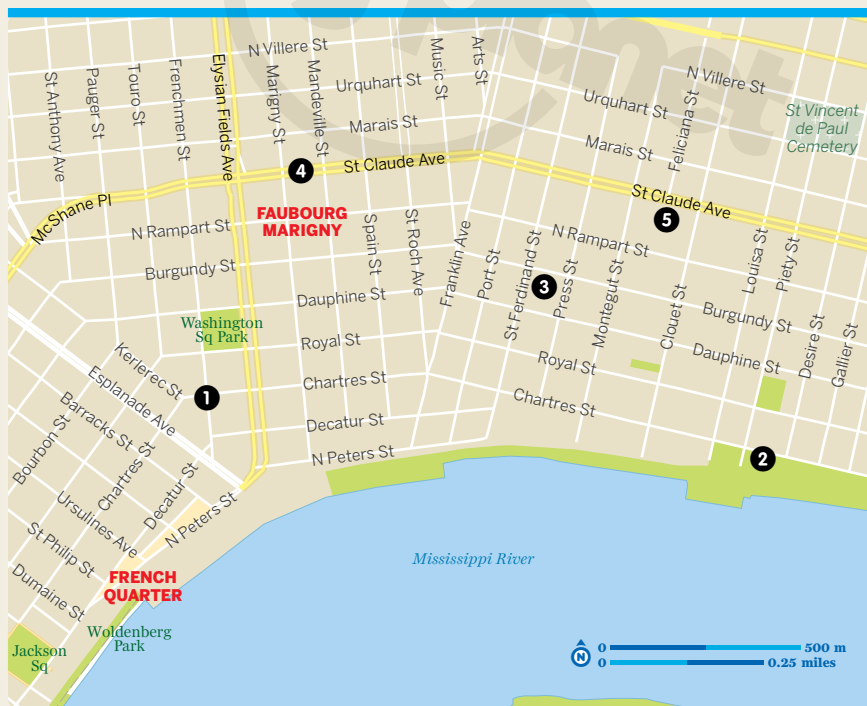 planet
N Villere St
Music St
Arts St
Elysian Fields Ave
St Anthony Ave
Pauger St
Touro St
Frenchmen St
Marigny St
Mandeville St
Urquhart St
Marais St
N Villere St
Urquhart St
Marais St
Feliciana St
St Vincent
de Paul
Cemetery
4
St Claude Ave
St Claude Ave
5
McShane Pl
FAUBOURG
MARIGNY
N Rampart St
Burgundy St
Spain St
St Roch Ave
Franklin Ave
Port St
St Ferdinand St
3
Press St
N Rampart St
Montegut St
Clouet St
Louisa St
Piety St
Burgundy St
Dauphine St
Desire St
Gallier St
Dauphine St
Washington
Sq Park
Royal St
Royal St
Kerlerec St
Esplanade Ave
1
Chartres St
Chartres St
Barracks St
Bourbon St
Chartres St
Decatur St
Decatur St
N Peters St
2
Ursulines Ave
N Peters St
St Philip St
Dumaine St
FRENCH
QUARTER
Mississippi River
Woldenberg
Park
Jackson
Sq
N
0 500 m
0 0.25 miles